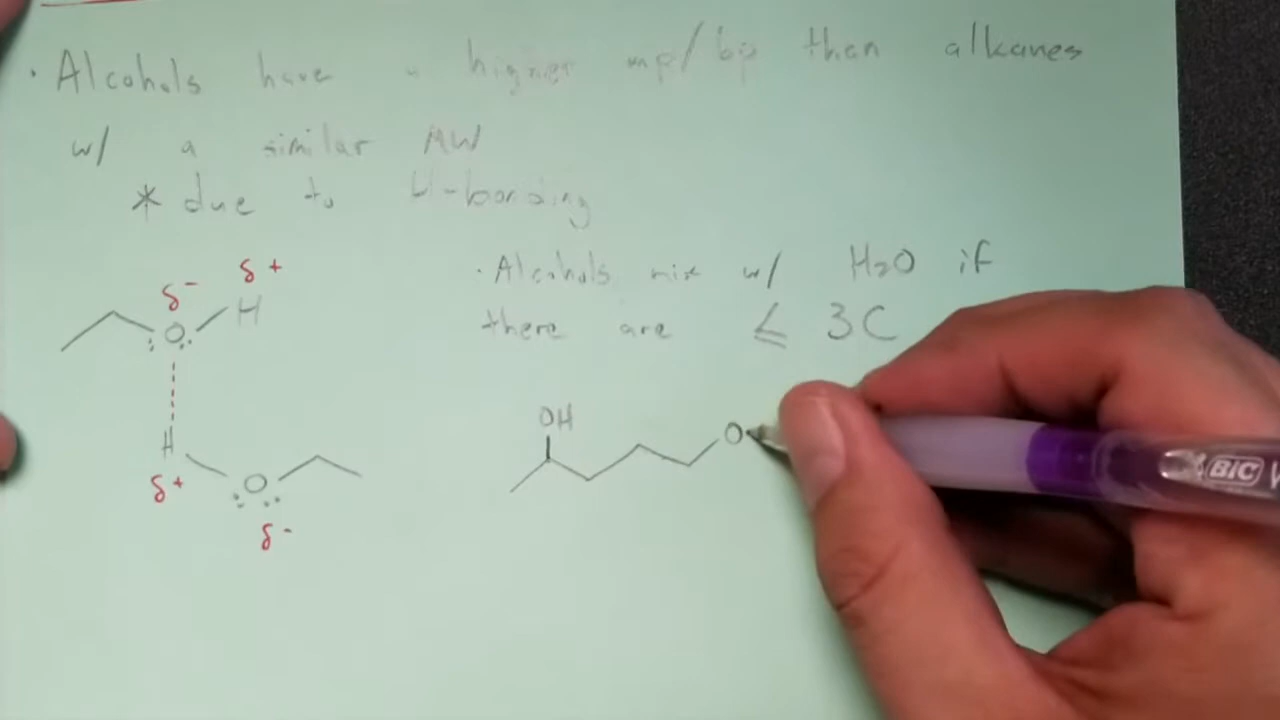 · Alcohols have a higher mp/bp then alkanes
w/ a similar MW
* due to H-bonding
δ- δ+
O H
H
δ+ O
δ-
· Alcohols mix w/ H2O if
there are ≤ 3C
OH
O
BIC